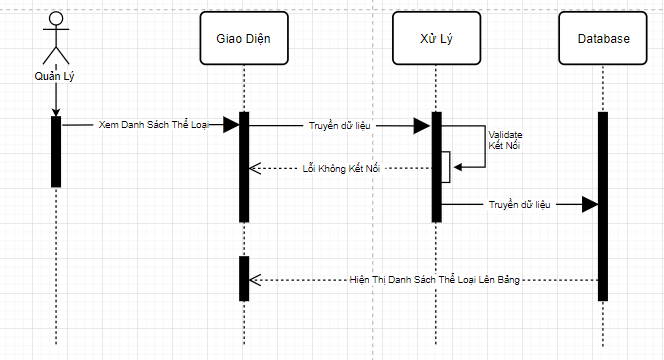 Giao Diện
Xử Lý
Database
Quản Lý
Xem Danh Sách Thể Loại
Truyền dữ liệu
Validate
Kết Nối
Lỗi Không Kết Nối
Truyền dữ liệu
Hiện Thị Danh Sách Thể Loại Lên Bảng